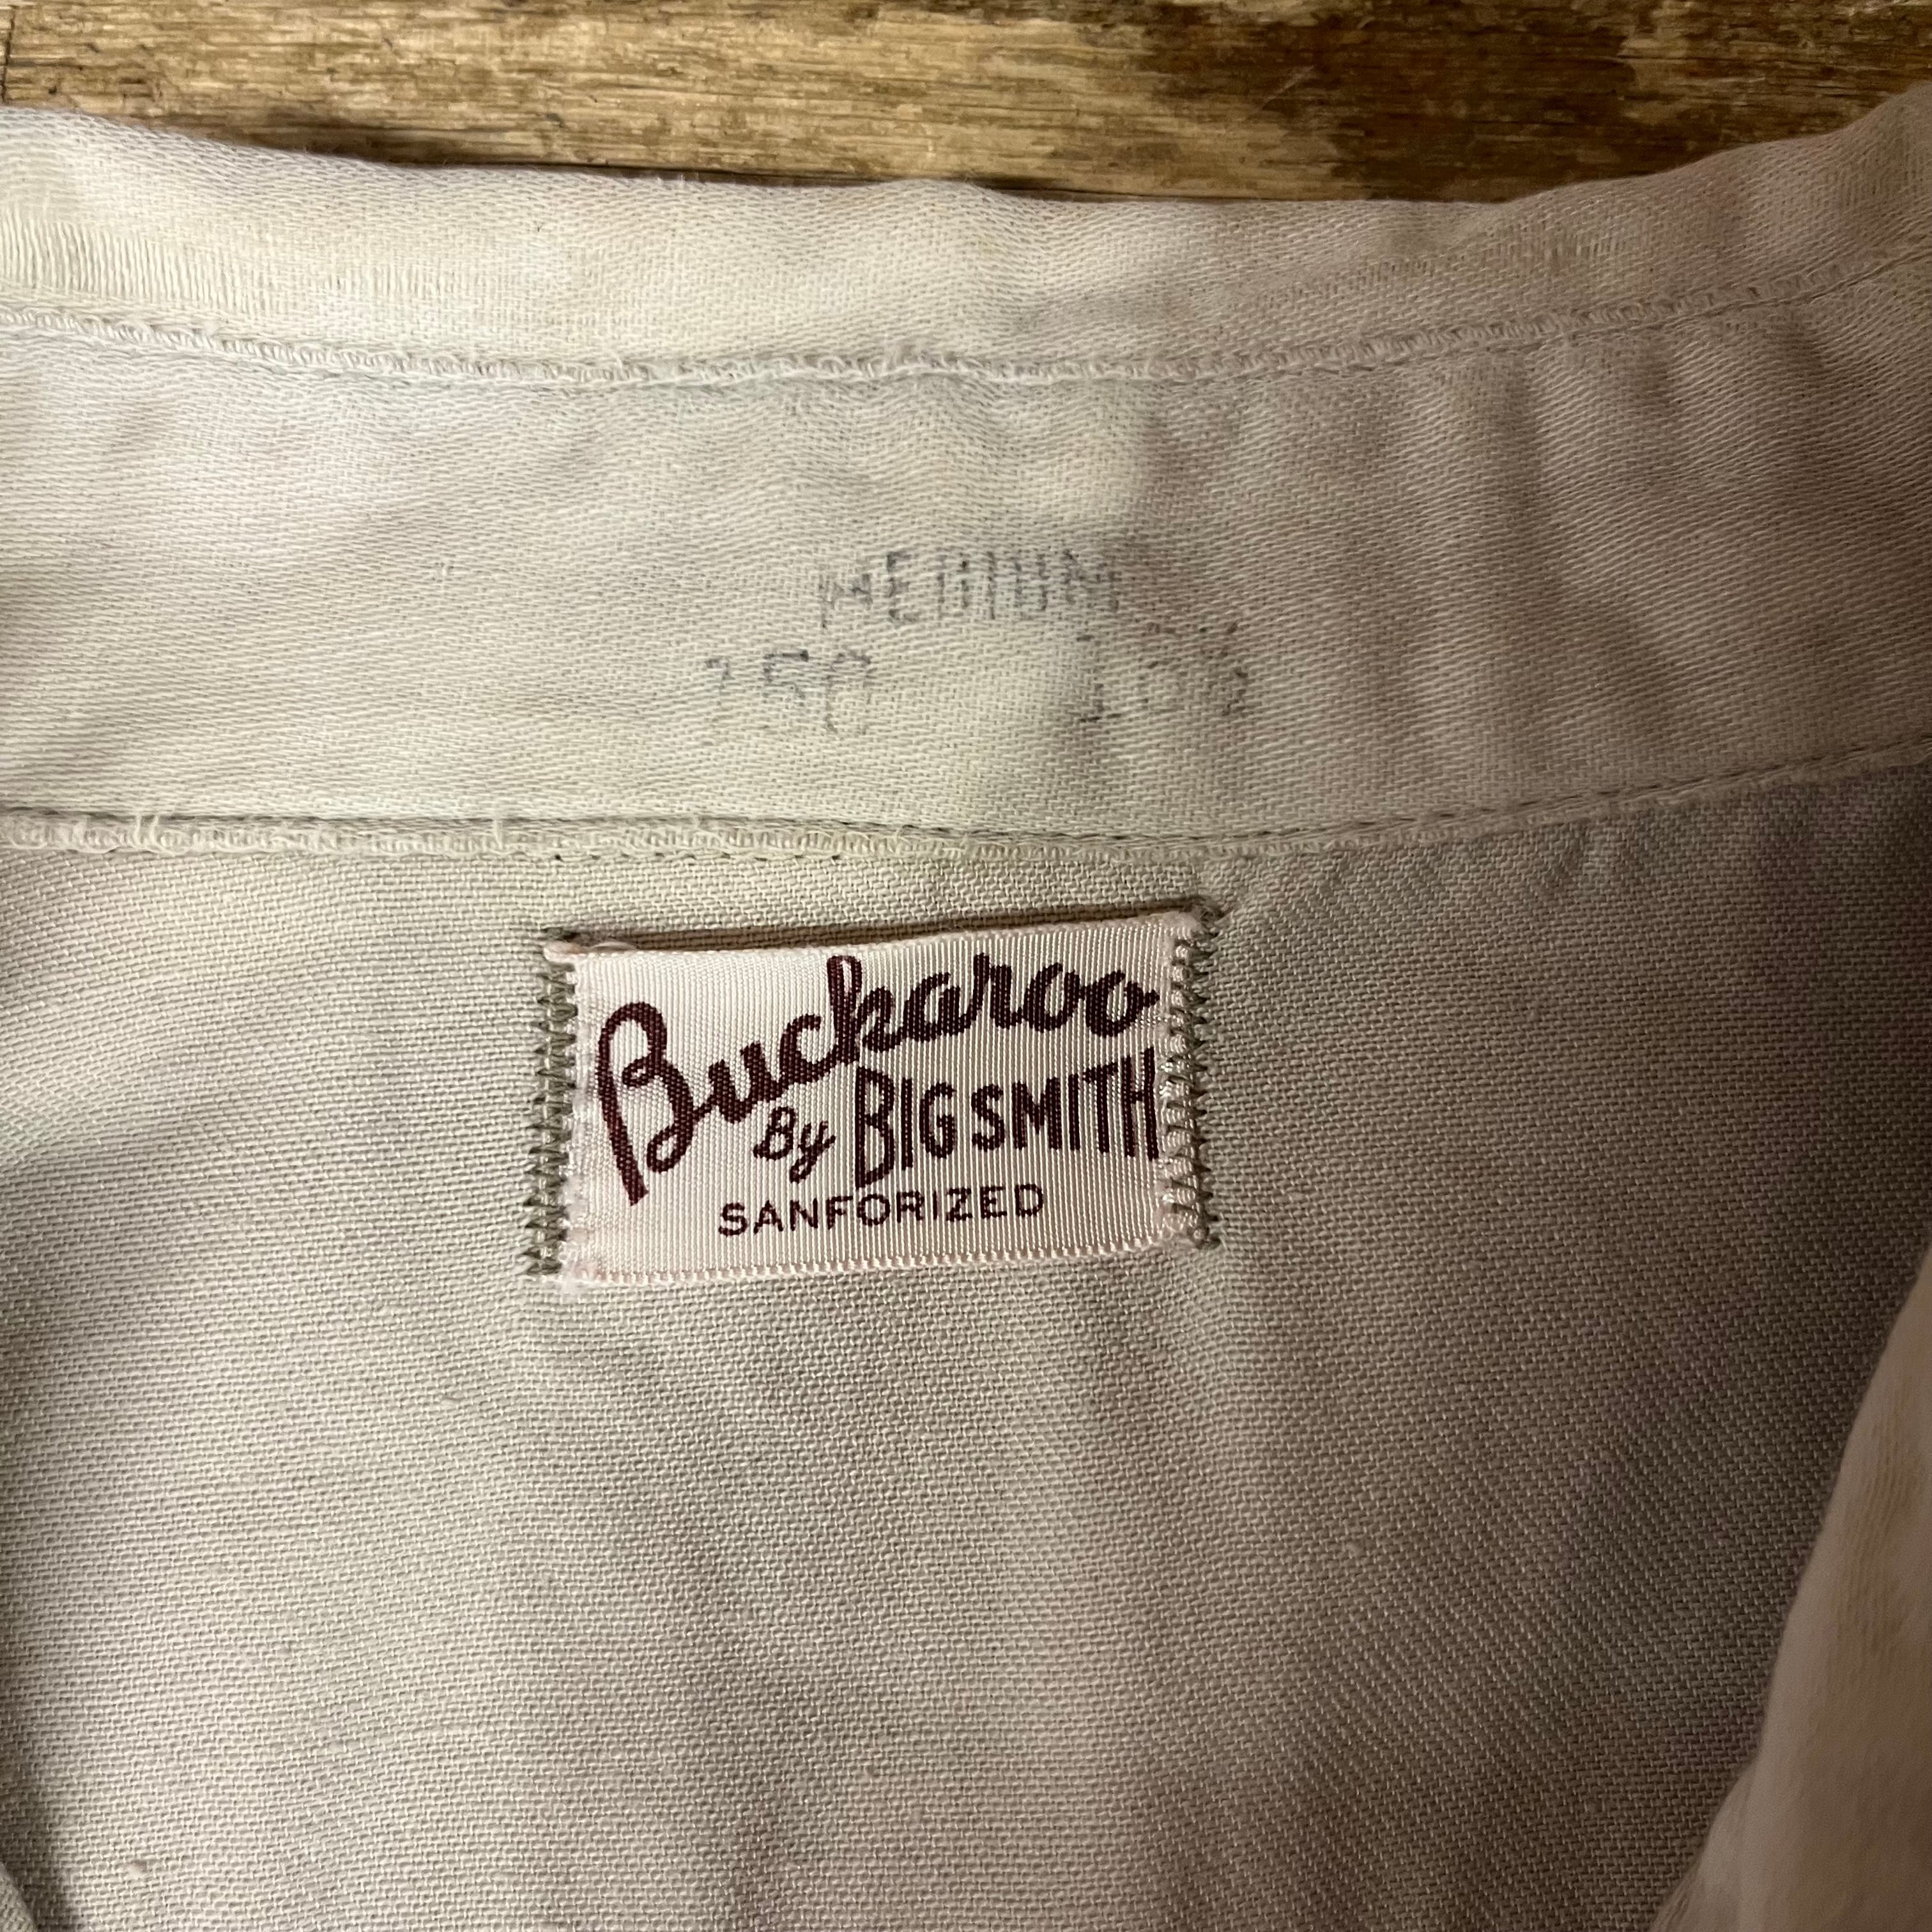 MEDIUM
Buckaroo
By BIG SMITH
SANFORIZED